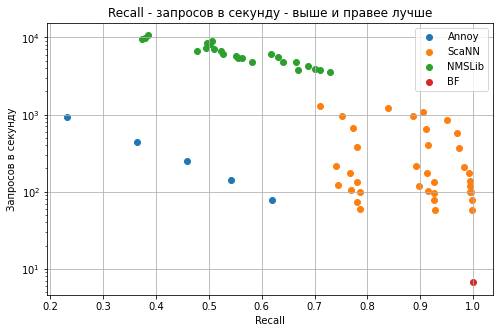 Recall - запросов в секунду - выше и правее лучше
Запросов в секунду
10⁴
10³
10²
10¹
Annoy
ScaNN
NMSLib
BF
0.2 0.3 0.4 0.5 0.6 0.7 0.8 0.9 1.0
Recall